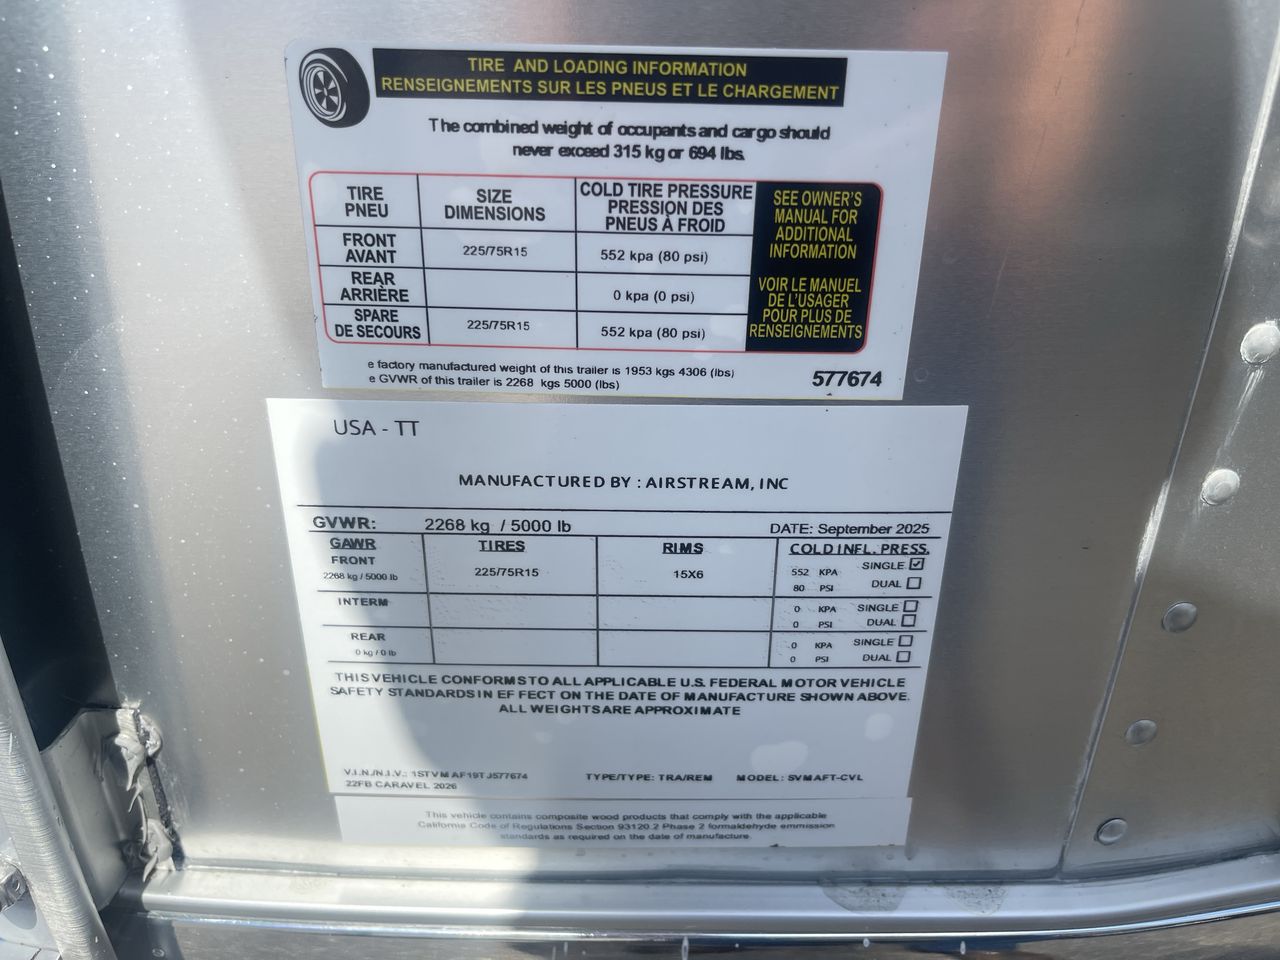 TIRE AND LOADING INFORMATION
RENSEIGNEMENTS SUR LES PNEUS ET LE CHARGEMENT
The combined weight of occupants and cargo should
never exceed 315 kg or 694 lbs.
TIRE SIZE COLD TIRE PRESSURE
PNEU DIMENSIONS PRESSION DES
PNEUS À FROID
FRONT
AVANT 225/75R15 552 kpa (80 psi)
REAR
ARRIÈRE 0 kpa (0 psi)
SPARE
DE SECOURS 225/75R15 552 kpa (80 psi)
SEE OWNER'S
MANUAL FOR
ADDITIONAL
INFORMATION
VOIR LE MANUEL
DE L'USAGER
POUR PLUS DE
RENSEIGNEMENTS
e factory manufactured weight of this trailer is 1953 kgs 4306 (lbs)
e GVWR of this trailer is 2268 kgs 5000 (lbs)
577674
USA - TT
MANUFACTURED BY : AIRSTREAM, INC
GVWR: 2268 kg / 5000 lb DATE: September 2025
GAWR TIRES RIMS COLD INFL. PRESS.
FRONT 225/75R15 15X6 552 KPA SINGLE ☑
2268 kg / 5000 lb 80 PSI DUAL ☐
INTERM 0 KPA SINGLE ☐
0 PSI DUAL ☐
REAR 0 KPA SINGLE ☐
0 kg / 0 lb 0 PSI DUAL ☐
THIS VEHICLE CONFORMS TO ALL APPLICABLE U.S. FEDERAL MOTOR VEHICLE
SAFETY STANDARDS IN EFFECT ON THE DATE OF MANUFACTURE SHOWN ABOVE.
ALL WEIGHTS ARE APPROXIMATE
V.I.N./N.I.V.: 1STVMAF19TJ577674 TYPE/TYPE: TRA/REM MODEL: SVMAFT-CVL
22FB CARAVEL 2026
This vehicle contains composite wood products that comply with the applicable
California Code of Regulations Section 93120.2 Phase 2 formaldehyde emmission
standards as required on the date of manufacture.